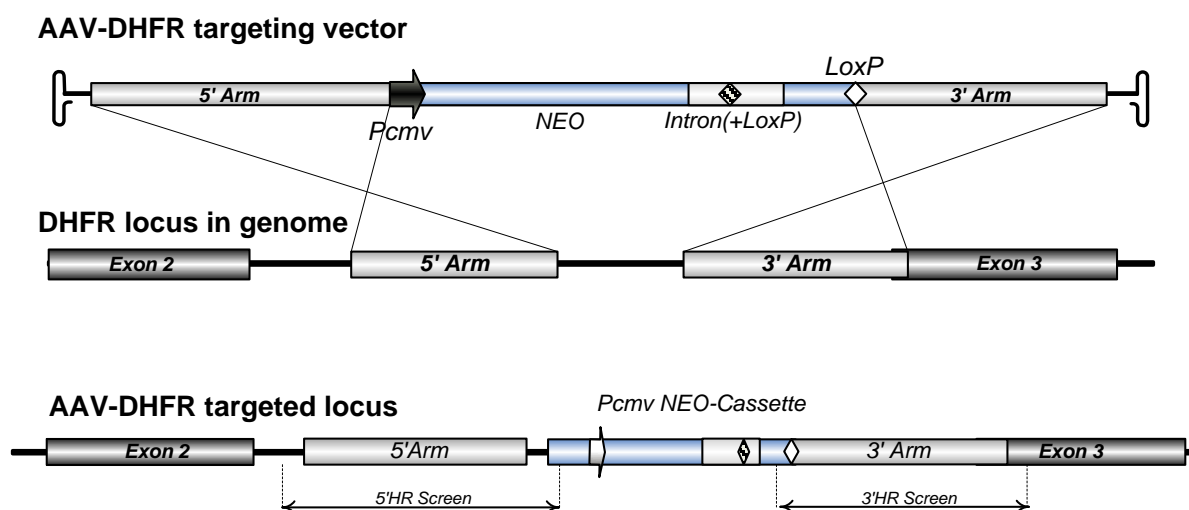 AAV-DHFR targeting vector
LoxP
5' Arm
3' Arm
Pcmv
NEO
Intron(+LoxP)
DHFR locus in genome
Exon 2
5' Arm
3' Arm
Exon 3
AAV-DHFR targeted locus
Pcmv NEO-Cassette
Exon 2
5'Arm
3' Arm
Exon 3
5'HR Screen
3'HR Screen